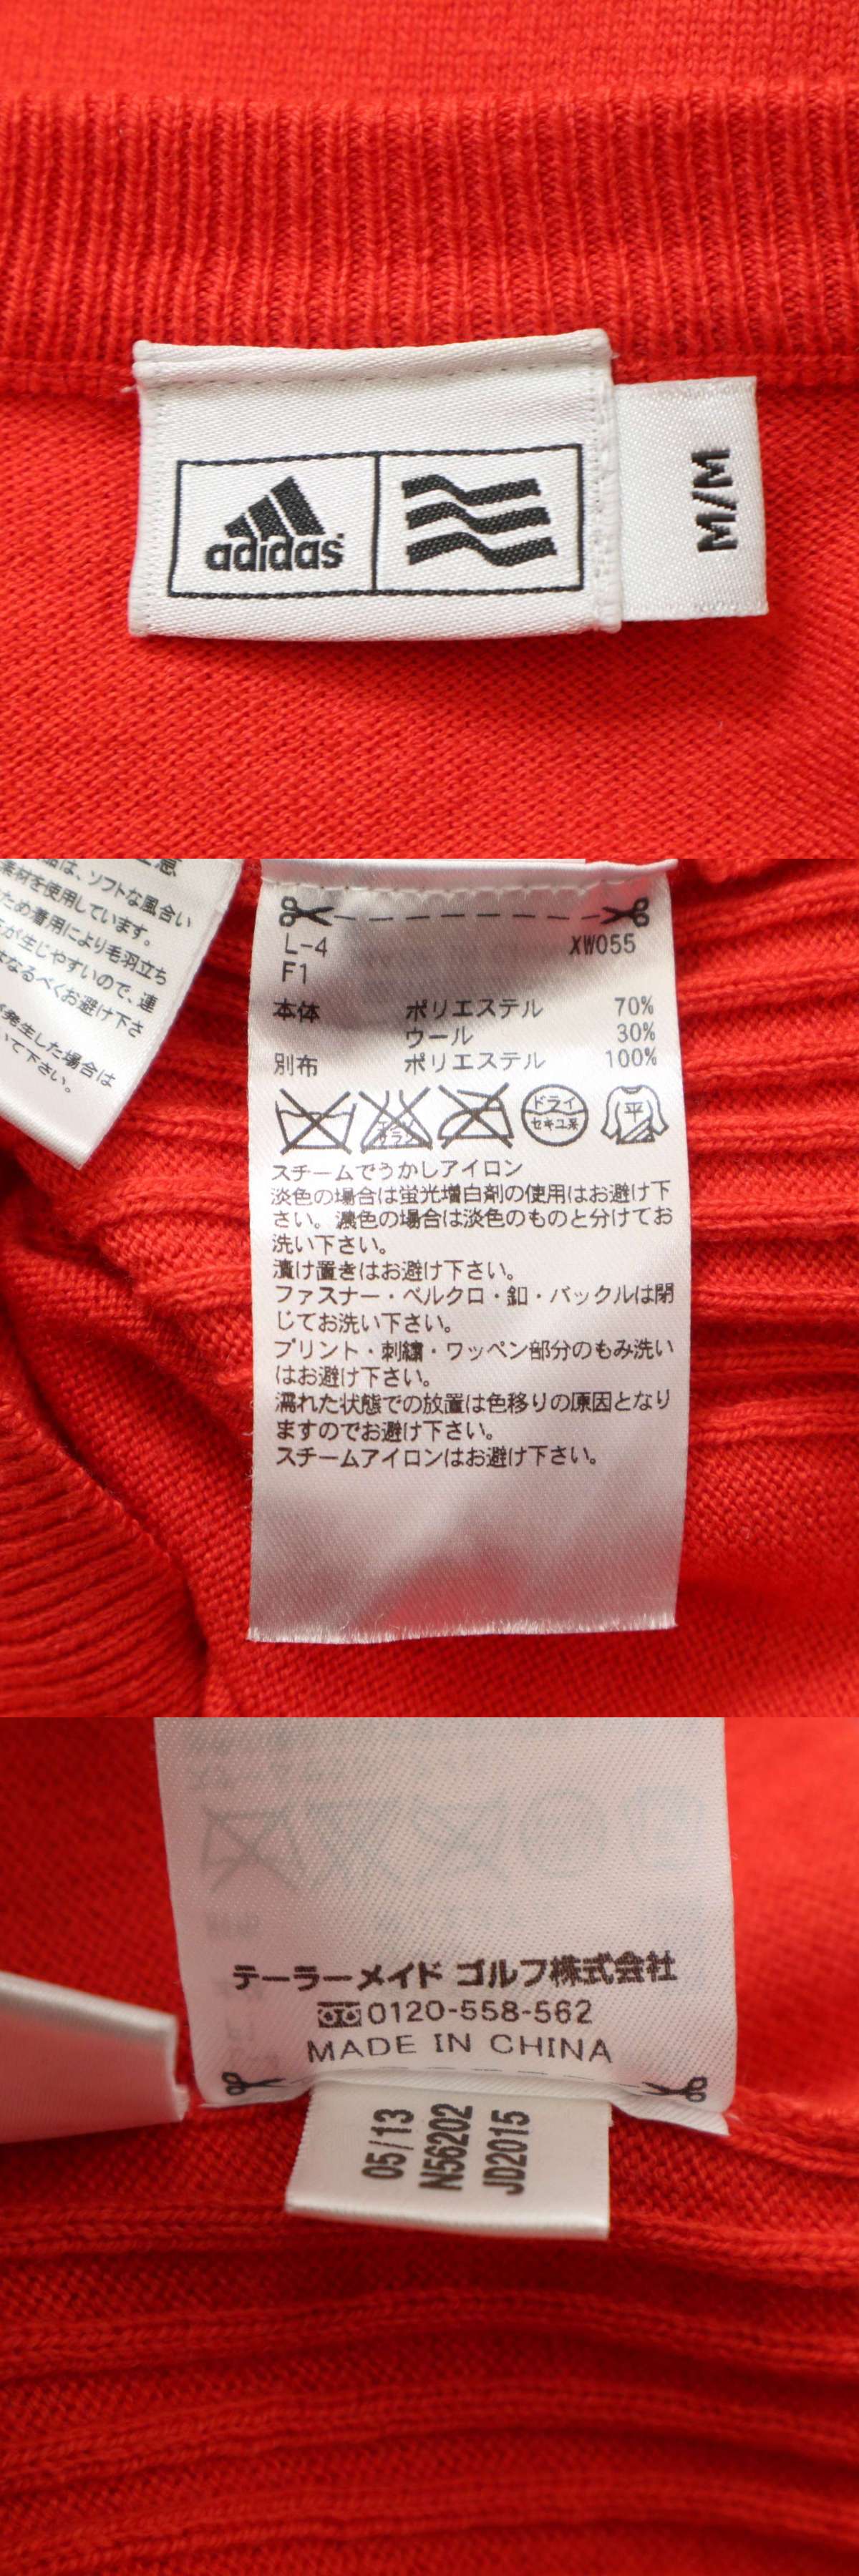 adidas
M/M
は、ソフトな風合い
素材を使用しています。
ため着用により毛羽立ち
が生じやすいので、連
はなるべくお避け下さ
発生した場合は
いて下さい。
L-4 XW055
F1
本体 ポリエステル 70%
ウール 30%
別布 ポリエステル 100%
ドライ
セキユ系
平
スチームでうかしアイロン
淡色の場合は蛍光増白剤の使用はお避け下
さい。濃色の場合は淡色のものと分けてお
洗い下さい。
漬け置きはお避け下さい。
ファスナー・ベルクロ・釦・バックルは閉
じてお洗い下さい。
プリント・刺繍・ワッペン部分のもみ洗い
はお避け下さい。
濡れた状態での放置は色移りの原因となり
ますのでお避け下さい。
スチームアイロンはお避け下さい。
テーラーメイド ゴルフ株式会社
0120-558-562
MADE IN CHINA
05/13
N56202
JD2015